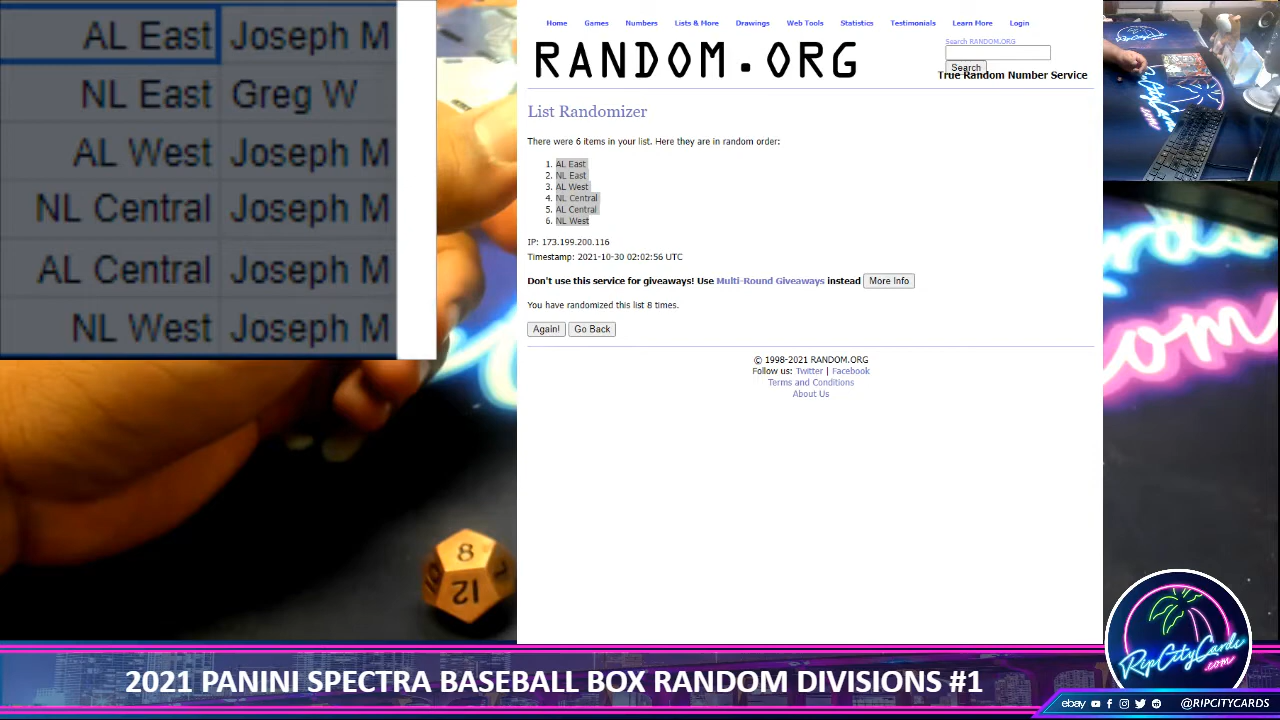 AL East Joseph M
NL East Greg W
AL West Joseph M
NL Central Joseph M
AL Central Joseph M
NL West Joseph M
Home Games Numbers Lists & More Drawings Web Tools Statistics Testimonials Learn More Login
RANDOM.ORG
Search RANDOM.ORG
Search
True Random Number Service
List Randomizer
There were 6 items in your list. Here they are in random order:
1. AL East
2. NL East
3. AL West
4. NL Central
5. AL Central
6. NL West
IP: 173.199.200.116
Timestamp: 2021-10-30 02:02:56 UTC
Don't use this service for giveaways! Use Multi-Round Giveaways instead More Info
You have randomized this list 8 times.
Again! Go Back
© 1998-2021 RANDOM.ORG
Follow us: Twitter | Facebook
Terms and Conditions
About Us
8
12
2021 PANINI SPECTRA BASEBALL BOX RANDOM DIVISIONS #1
RipCityCards
.com
ebay @RIPCITYCARDS